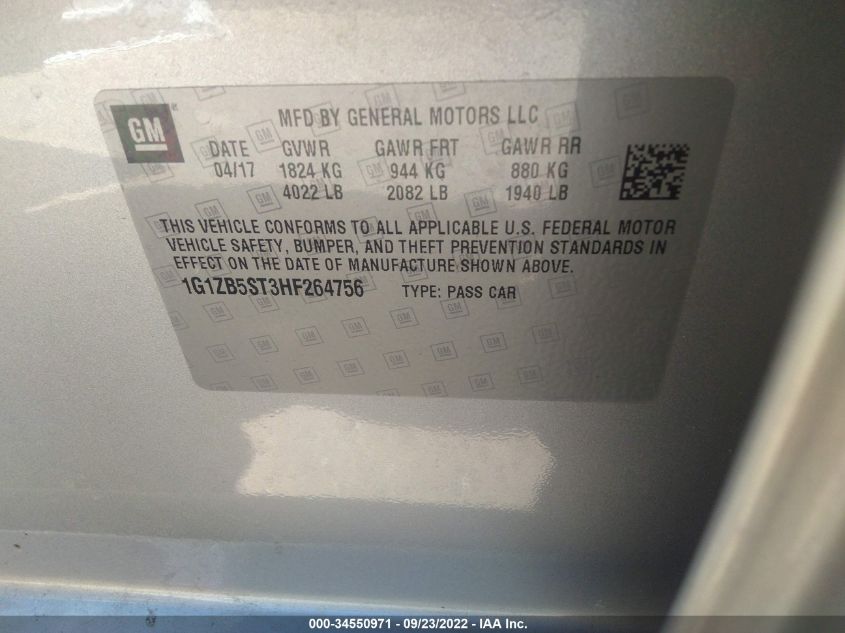 GM
MFD BY GENERAL MOTORS LLC
DATE GVWR GAWR FRT GAWR RR
04/17 1824 KG 944 KG 880 KG
4022 LB 2082 LB 1940 LB
THIS VEHICLE CONFORMS TO ALL APPLICABLE U.S. FEDERAL MOTOR
VEHICLE SAFETY, BUMPER, AND THEFT PREVENTION STANDARDS IN
EFFECT ON THE DATE OF MANUFACTURE SHOWN ABOVE.
1G1ZB5ST3HF264756 TYPE: PASS CAR
000-34550971 - 09/23/2022 - IAA Inc.